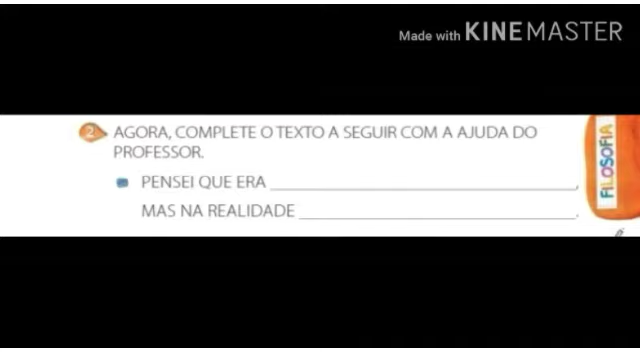 Made with KINEMASTER
2 AGORA, COMPLETE O TEXTO A SEGUIR COM A AJUDA DO
PROFESSOR.
PENSEI QUE ERA ,
MAS NA REALIDADE .
FILOSOFIA